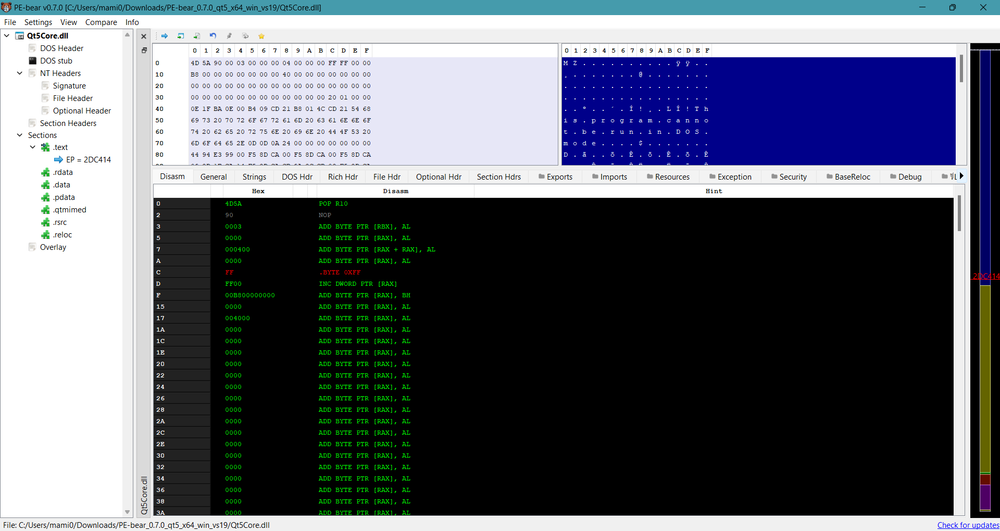 PE-bear v0.7.0 [C:/Users/mami0/Downloads/PE-bear_0.7.0_qt5_x64_win_vs19/Qt5Core.dll]
File Settings View Compare Info
Qt5Core.dll
DOS Header
DOS stub
NT Headers
Signature
File Header
Optional Header
Section Headers
Sections
.text
EP = 2DC414
.rdata
.data
.pdata
.qtmimed
.rsrc
.reloc
Overlay
Qt5Core.dll
0 1 2 3 4 5 6 7 8 9 A B C D E F
0 4D 5A 90 00 03 00 00 00 04 00 00 00 FF FF 00 00
10 B8 00 00 00 00 00 00 00 40 00 00 00 00 00 00 00
20 00 00 00 00 00 00 00 00 00 00 00 00 00 00 00 00
30 00 00 00 00 00 00 00 00 00 00 00 00 20 01 00 00
40 0E 1F BA 0E 00 B4 09 CD 21 B8 01 4C CD 21 54 68
50 69 73 20 70 72 6F 67 72 61 6D 20 63 61 6E 6E 6F
60 74 20 62 65 20 72 75 6E 20 69 6E 20 44 4F 53 20
70 6D 6F 64 65 2E 0D 0D 0A 24 00 00 00 00 00 00 00
80 44 94 E3 99 00 F5 8D CA 00 F5 8D CA 00 F5 8D CA
0 1 2 3 4 5 6 7 8 9 A B C D E F
M Z . . . . . . . . . . ÿ ÿ . .
¸ . . . . . . . @ . . . . . . .
. . . . . . . . . . . . . . . .
. . . . . . . . . . . . . . . .
. . º . . ´ . Í ! ¸ . L Í ! T h
i s . p r o g r a m . c a n n o
t . b e . r u n . i n . D O S .
m o d e . . . . $ . . . . . . .
D . ã . . õ . Ê . õ . Ê . õ . Ê
Disasm General Strings DOS Hdr Rich Hdr File Hdr Optional Hdr Section Hdrs Exports Imports Resources Exception Security BaseReloc Debug
Hex Disasm Hint
0 4D5A POP R10
2 90 NOP
3 0003 ADD BYTE PTR [RBX], AL
5 0000 ADD BYTE PTR [RAX], AL
7 000400 ADD BYTE PTR [RAX + RAX], AL
A 0000 ADD BYTE PTR [RAX], AL
C FF .BYTE 0XFF
D FF00 INC DWORD PTR [RAX]
F 00B800000000 ADD BYTE PTR [RAX], BH
15 0000 ADD BYTE PTR [RAX], AL
17 004000 ADD BYTE PTR [RAX], AL
1A 0000 ADD BYTE PTR [RAX], AL
1C 0000 ADD BYTE PTR [RAX], AL
1E 0000 ADD BYTE PTR [RAX], AL
20 0000 ADD BYTE PTR [RAX], AL
22 0000 ADD BYTE PTR [RAX], AL
24 0000 ADD BYTE PTR [RAX], AL
26 0000 ADD BYTE PTR [RAX], AL
28 0000 ADD BYTE PTR [RAX], AL
2A 0000 ADD BYTE PTR [RAX], AL
2C 0000 ADD BYTE PTR [RAX], AL
2E 0000 ADD BYTE PTR [RAX], AL
30 0000 ADD BYTE PTR [RAX], AL
32 0000 ADD BYTE PTR [RAX], AL
34 0000 ADD BYTE PTR [RAX], AL
36 0000 ADD BYTE PTR [RAX], AL
38 0000 ADD BYTE PTR [RAX], AL
3A 0000 ADD BYTE PTR [RAX], AL
2DC414
File: C:/Users/mami0/Downloads/PE-bear_0.7.0_qt5_x64_win_vs19/Qt5Core.dll
Check for updates